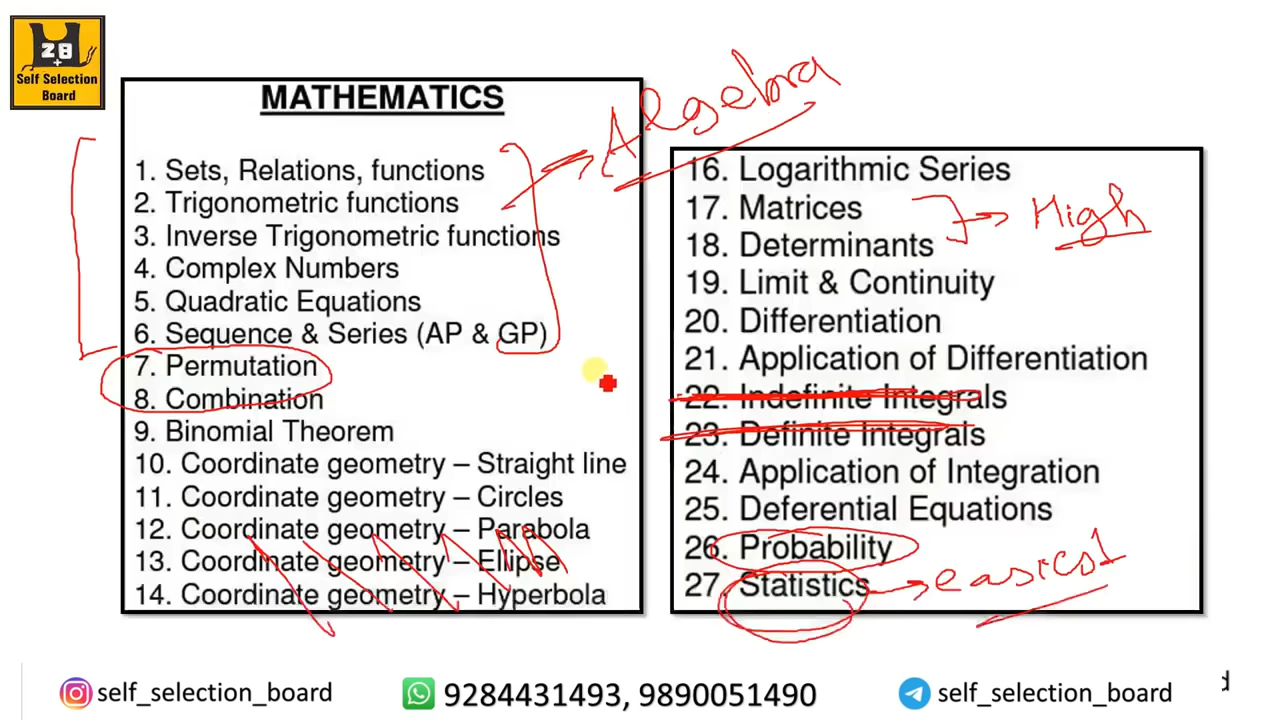 28
+
Self Selection
Board
MATHEMATICS
1. Sets, Relations, functions
2. Trigonometric functions
3. Inverse Trigonometric functions
4. Complex Numbers
5. Quadratic Equations
6. Sequence & Series (AP & GP)
7. Permutation
8. Combination
9. Binomial Theorem
10. Coordinate geometry – Straight line
11. Coordinate geometry – Circles
12. Coordinate geometry – Parabola
13. Coordinate geometry – Ellipse
14. Coordinate geometry – Hyperbola
Algebra
16. Logarithmic Series
17. Matrices
18. Determinants
High
19. Limit & Continuity
20. Differentiation
21. Application of Differentiation
22. Indefinite Integrals
23. Definite Integrals
24. Application of Integration
25. Deferential Equations
26. Probability
27. Statistics
easiest
self_selection_board
9284431493, 9890051490
self_selection_board